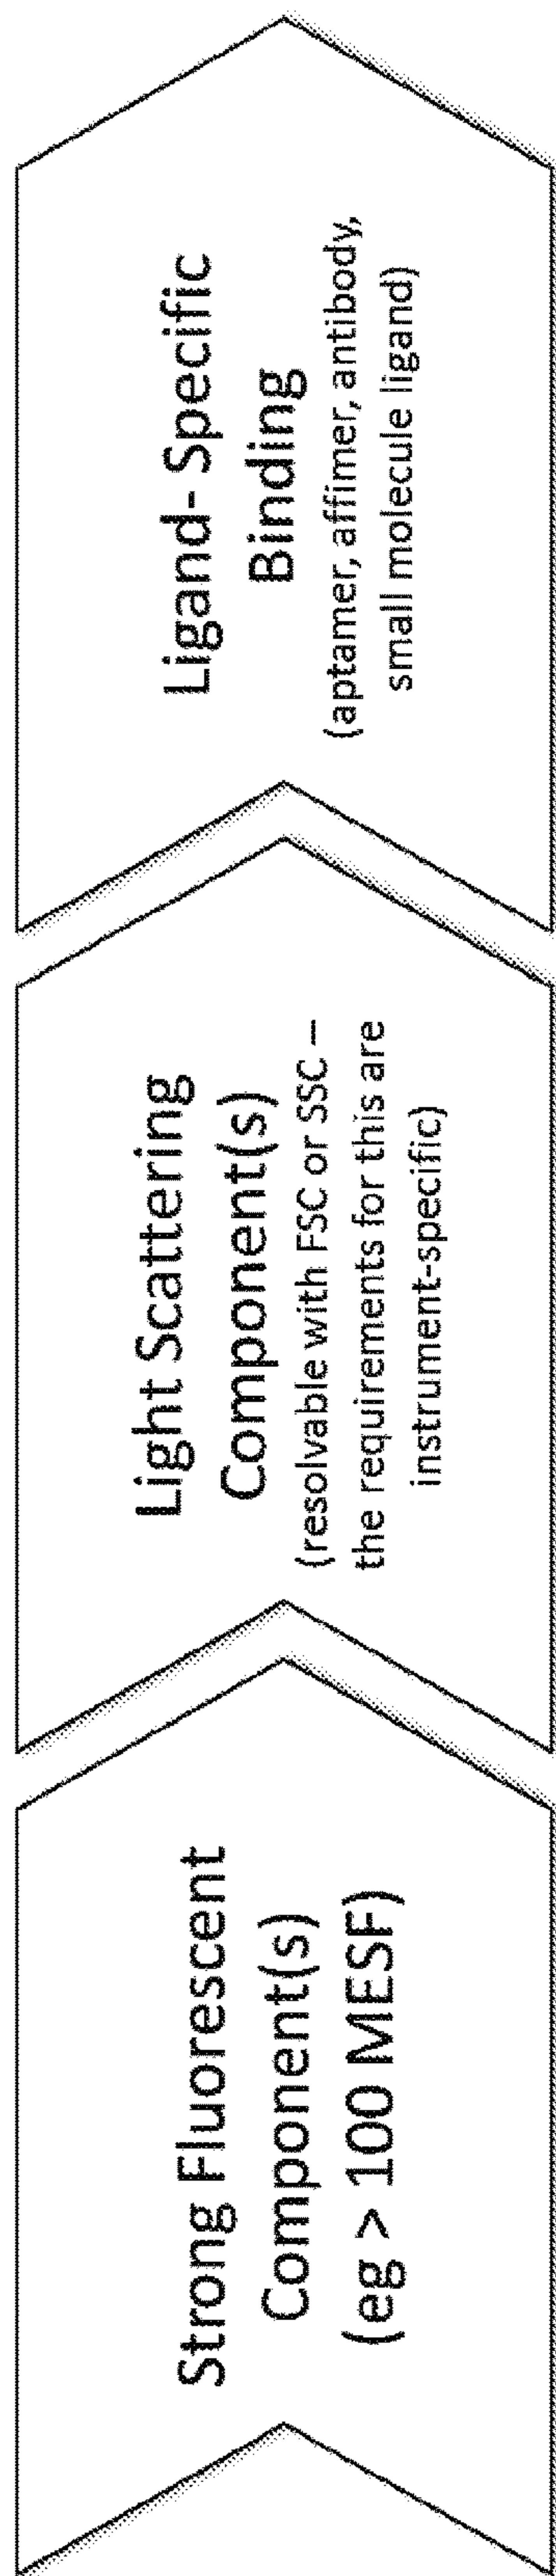 Strong Fluorescent
Component(s)
(eg > 100 MESF)
Light Scattering
Component(s)
(resolvable with FSC or SSC –
the requirements for this are
instrument-specific)
Ligand- Specific
Binding
(aptamer, affimer, antibody,
small molecule ligand)